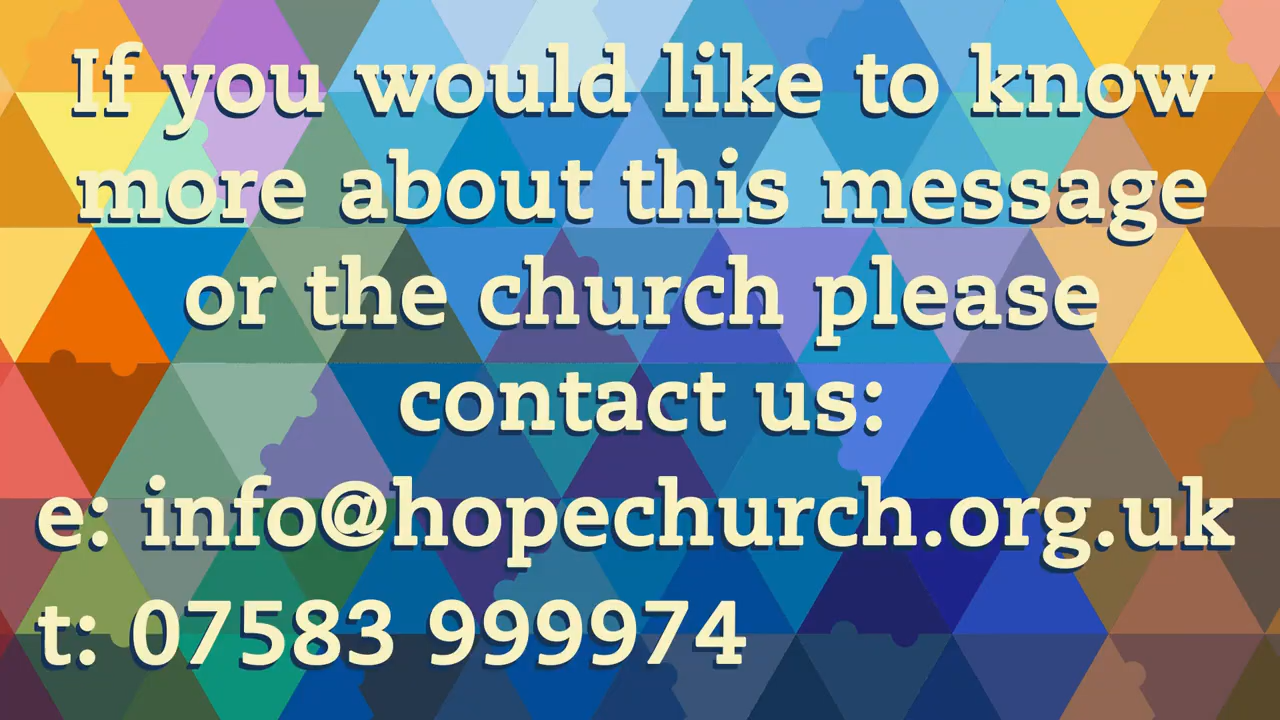 If you would like to know
more about this message
or the church please
contact us:
e: info@hopechurch.org.uk
t: 07583 999974